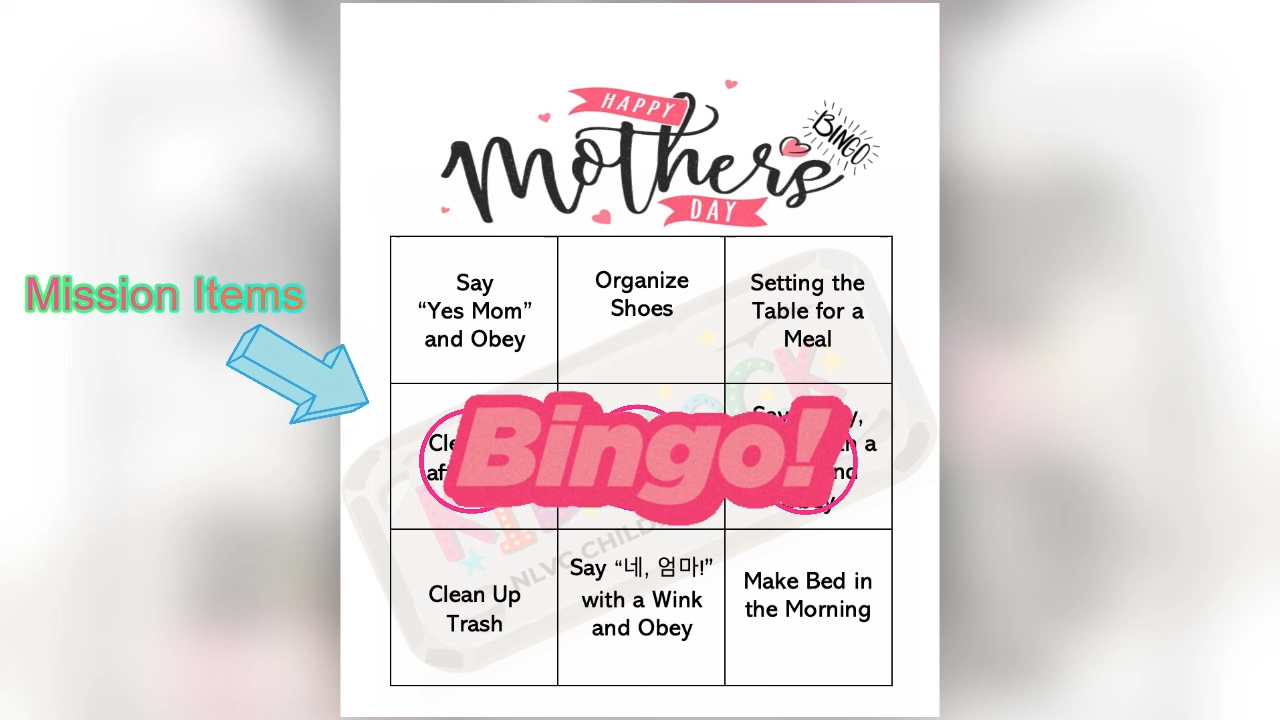 HAPPY
Mothers
DAY
BINGO
Mission Items
Say
“Yes Mom”
and Obey
Organize
Shoes
Setting the
Table for a
Meal
Bingo!
a
Clean Up
Trash
Say “네, 엄마!”
with a Wink
and Obey
Make Bed in
the Morning
NLVC